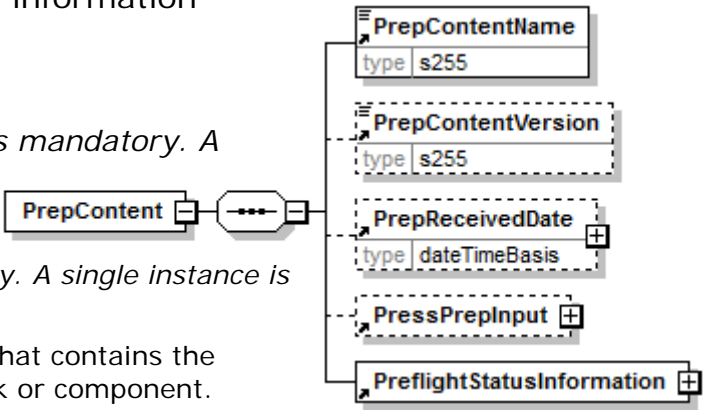 information
s mandatory. A
y. A single instance is
hat contains the
k or component.
PrepContent
PrepContentName
type s255
PrepContentVersion
type s255
PrepReceivedDate
type dateTimeBasis
PressPrepInput
PreflightStatusInformation